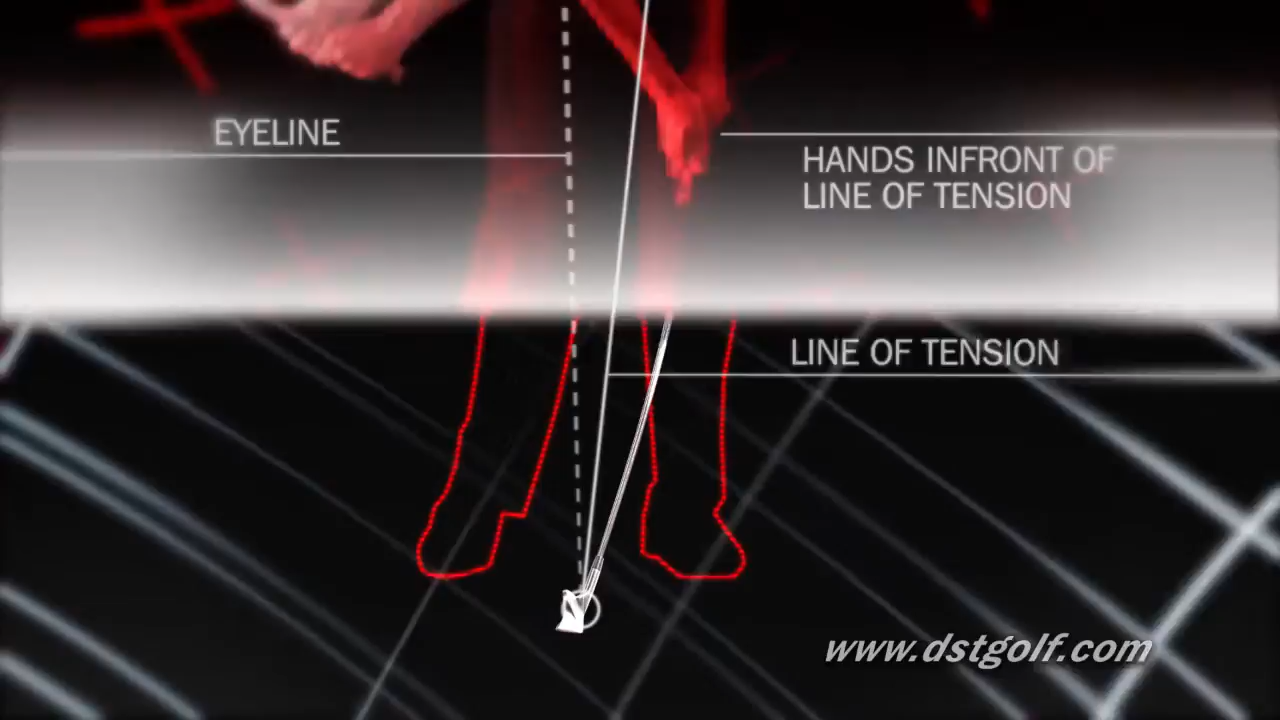 EYELINE
HANDS INFRONT OF
LINE OF TENSION
LINE OF TENSION
www.dstgolf.com